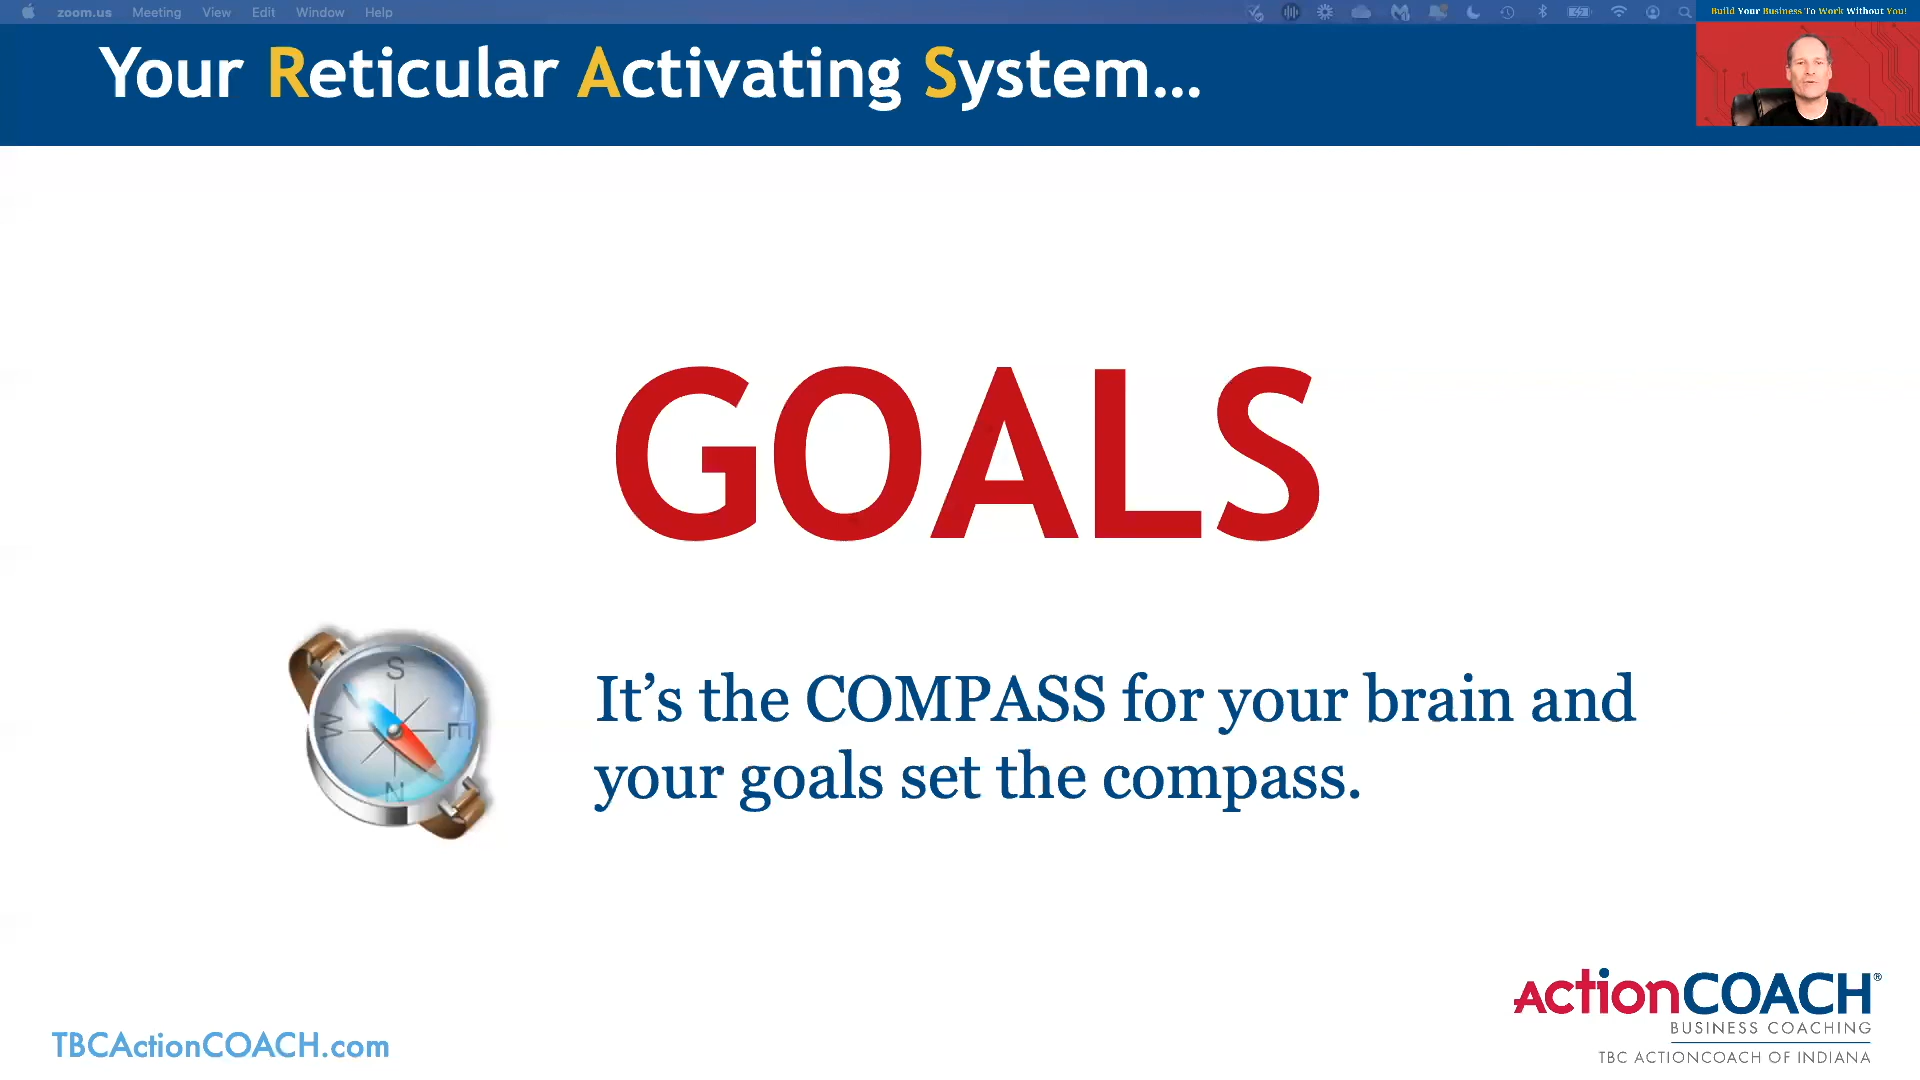 zoom.us Meeting View Edit Window Help
Build Your Business To Work Without You!
Your Reticular Activating System...
GOALS
S
W E
N
It's the COMPASS for your brain and
your goals set the compass.
ActionCOACH®
BUSINESS COACHING
TBC ACTIONCOACH OF INDIANA
TBCActionCOACH.com